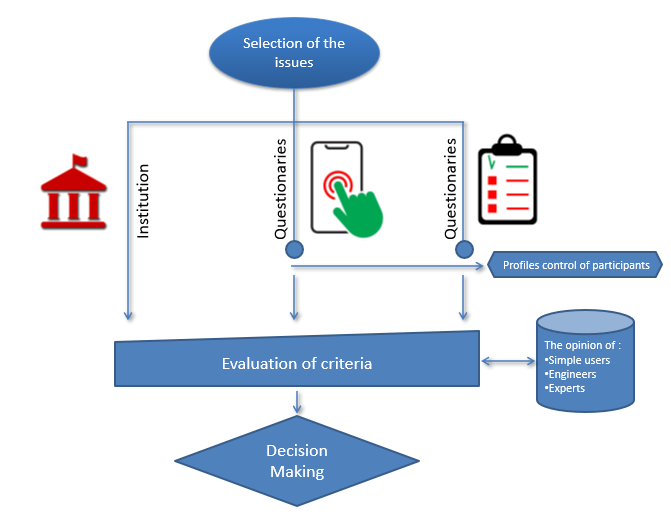 Selection of the
issues
Institution
Questionaries
Questionaries
Profiles control of participants
Evaluation of criteria
The opinion of :
•Simple users
•Engineers
•Experts
Decision
Making